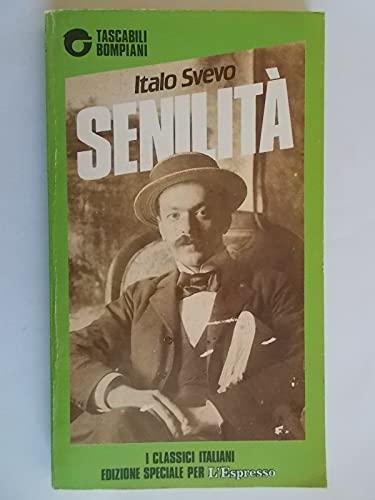 TASCABILI
BOMPIANI
Italo Svevo
SENILITÀ
I CLASSICI ITALIANI
EDIZIONE SPECIALE PER L'Espresso